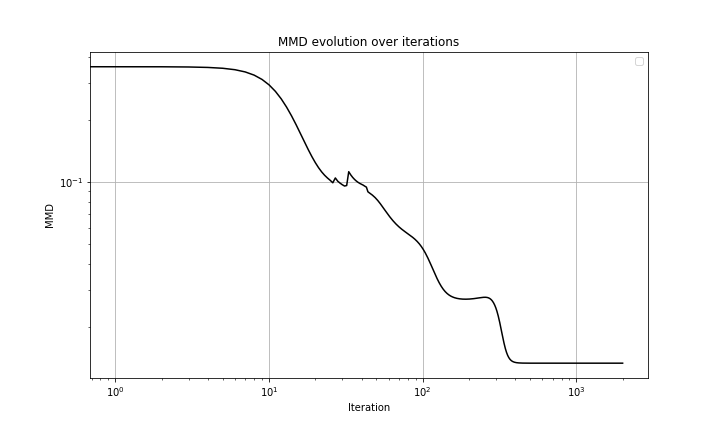 MMD evolution over iterations
MMD
10⁻¹
10⁰ 10¹ 10² 10³
Iteration